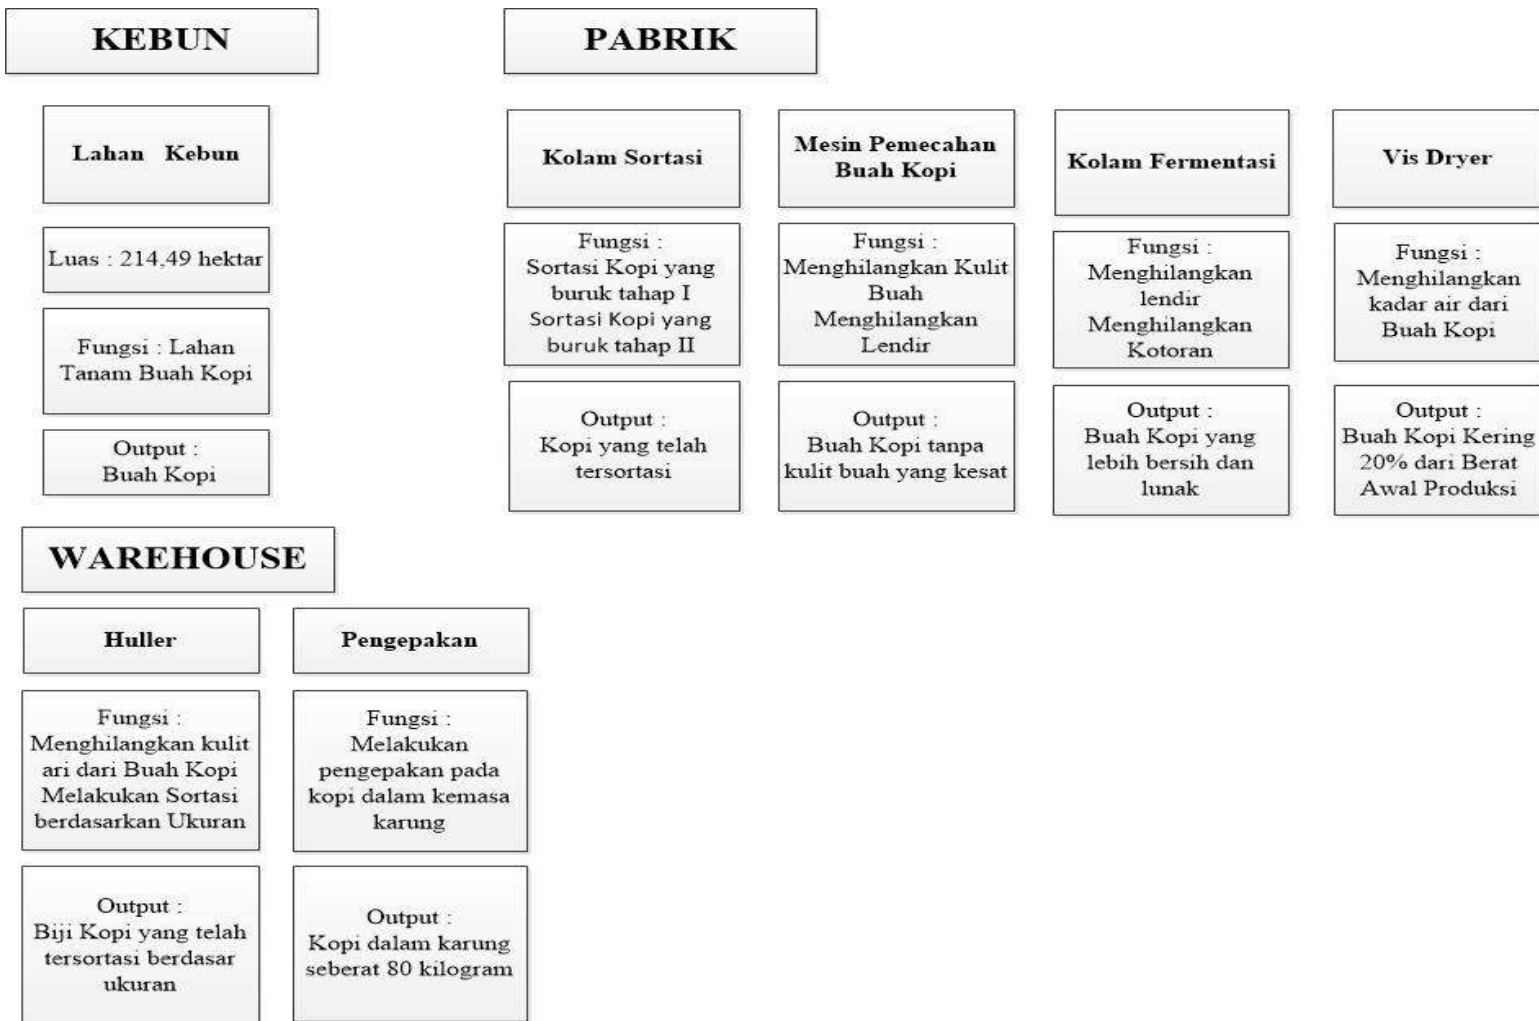 KEBUN
Lahan Kebun
Luas : 214,49 hektar
Fungsi : Lahan
Tanam Buah Kopi
Output :
Buah Kopi
PABRIK
Kolam Sortasi
Fungsi :
Sortasi Kopi yang
buruk tahap I
Sortasi Kopi yang
buruk tahap II
Output :
Kopi yang telah
tersortasi
Mesin Pemecahan
Buah Kopi
Fungsi :
Menghilangkan Kulit
Buah
Menghilangkan
Lendir
Output :
Buah Kopi tanpa
kulit buah yang kesat
Kolam Fermentasi
Fungsi :
Menghilangkan
lendir
Menghilangkan
Kotoran
Output :
Buah Kopi yang
lebih bersih dan
lunak
Vis Dryer
Fungsi :
Menghilangkan
kadar air dari
Buah Kopi
Output :
Buah Kopi Kering
20% dari Berat
Awal Produksi
WAREHOUSE
Huller
Fungsi :
Menghilangkan kulit
ari dari Buah Kopi
Melakukan Sortasi
berdasarkan Ukuran
Output :
Biji Kopi yang telah
tersortasi berdasar
ukuran
Pengepakan
Fungsi :
Melakukan
pengepakan pada
kopi dalam kemasa
karung
Output :
Kopi dalam karung
seberat 80 kilogram